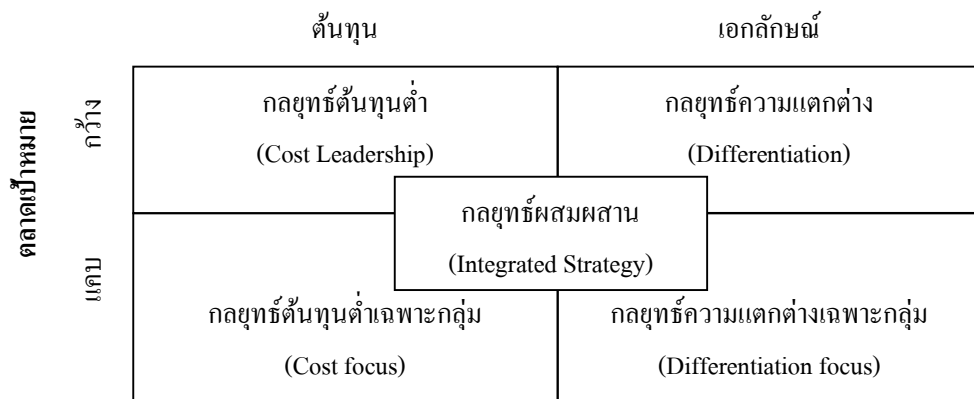 ต้นทุน
เอกลักษณ์
ตลาดเป้าหมาย
กว้าง
กลยุทธ์ต้นทุนต่ำ
(Cost Leadership)
กลยุทธ์ความแตกต่าง
(Differentiation)
กลยุทธ์ผสมผสาน
(Integrated Strategy)
แคบ
กลยุทธ์ต้นทุนต่ำเฉพาะกลุ่ม
(Cost focus)
กลยุทธ์ความแตกต่างเฉพาะกลุ่ม
(Differentiation focus)